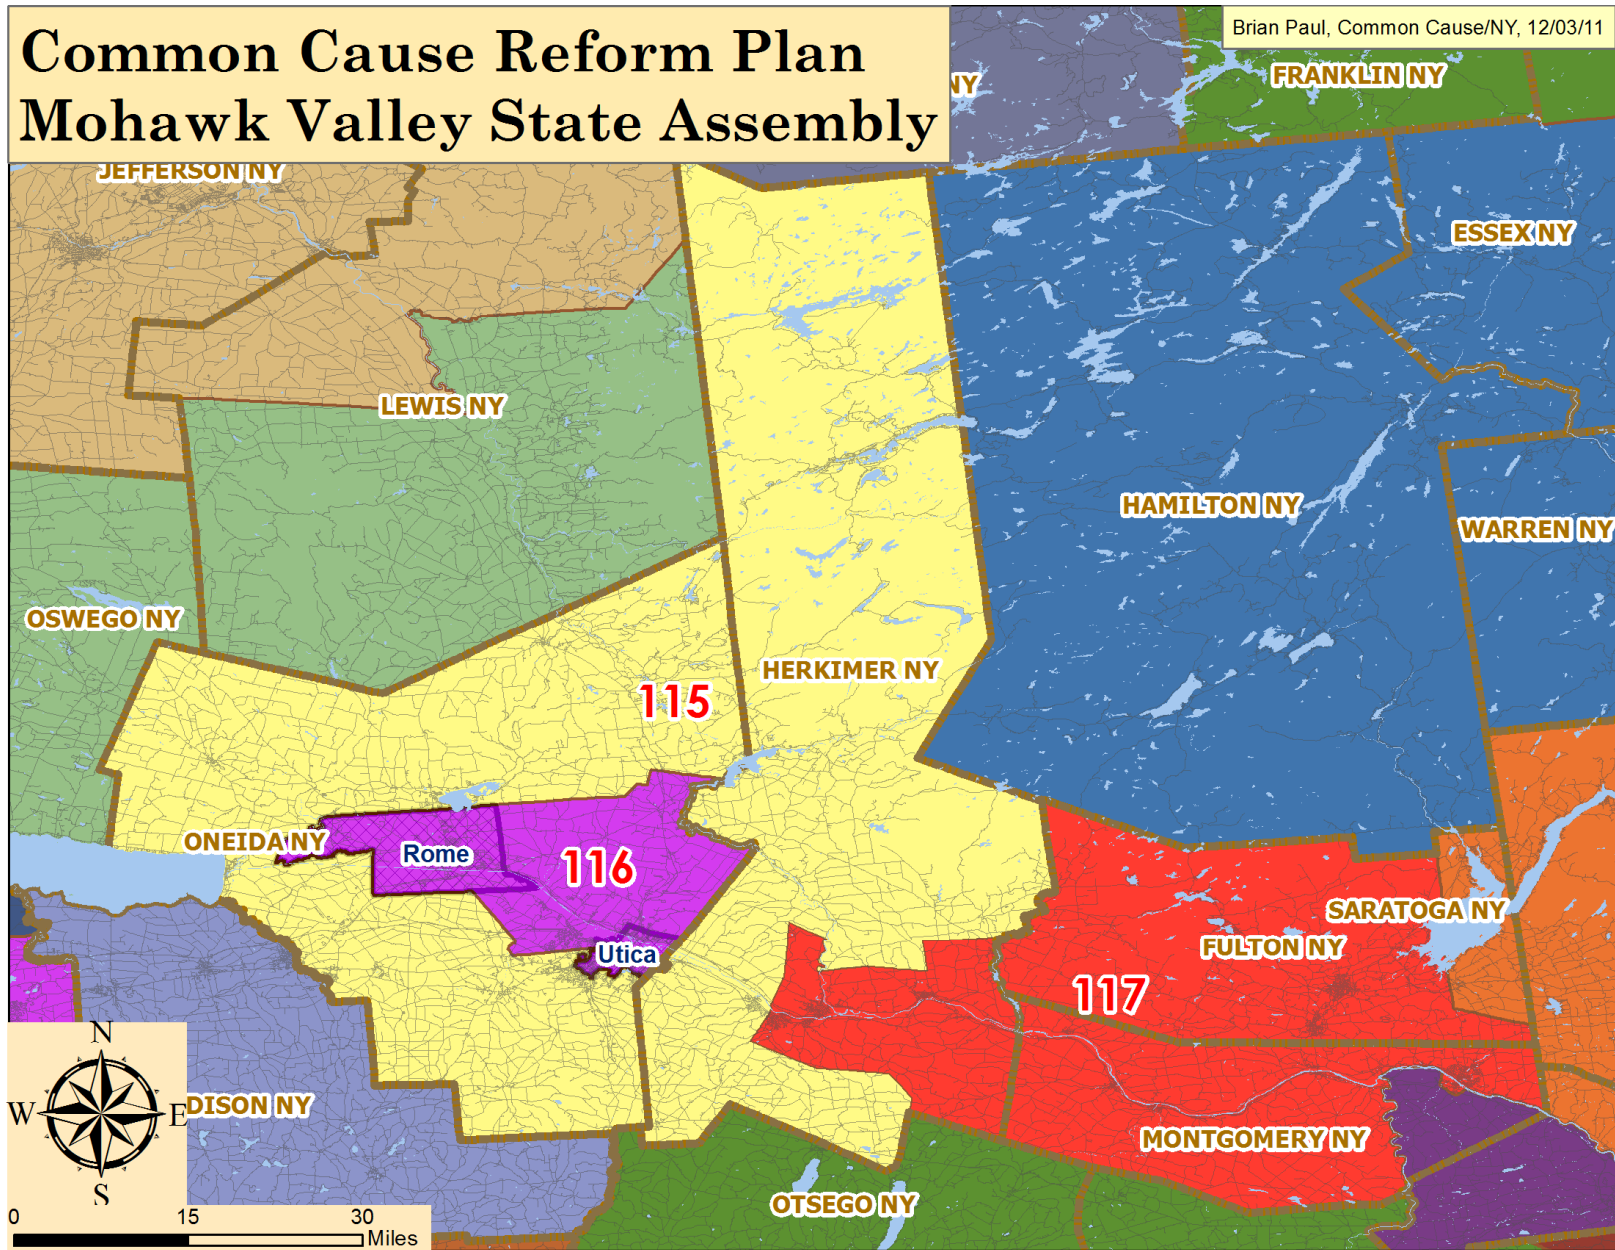 Common Cause Reform Plan
Mohawk Valley State Assembly
Brian Paul, Common Cause/NY, 12/03/11
NY
FRANKLIN NY
JEFFERSON NY
ESSEX NY
LEWIS NY
HAMILTON NY
WARREN NY
OSWEGO NY
HERKIMER NY
115
ONEIDA NY
Rome
116
SARATOGA NY
FULTON NY
Utica
117
N
W
E
S
DISON NY
MONTGOMERY NY
OTSEGO NY
0 15 30
Miles